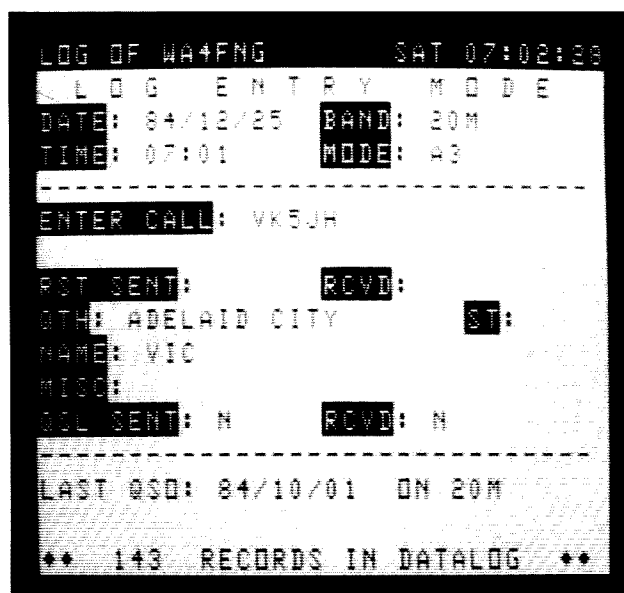 LOG OF WA4FNG SAT 07:02:28
LOG ENTRY MODE
DATE: 84/12/25 BAND: 20M
TIME: 07:01 MODE: A3
ENTER CALL: VK5JH
RST SENT: RCVD:
QTH: ADELAID CITY ST:
NAME: VIC
MISC:
QSL SENT: N RCVD: N
LAST QSO: 84/10/01 ON 20M
** 143 RECORDS IN DATALOG **